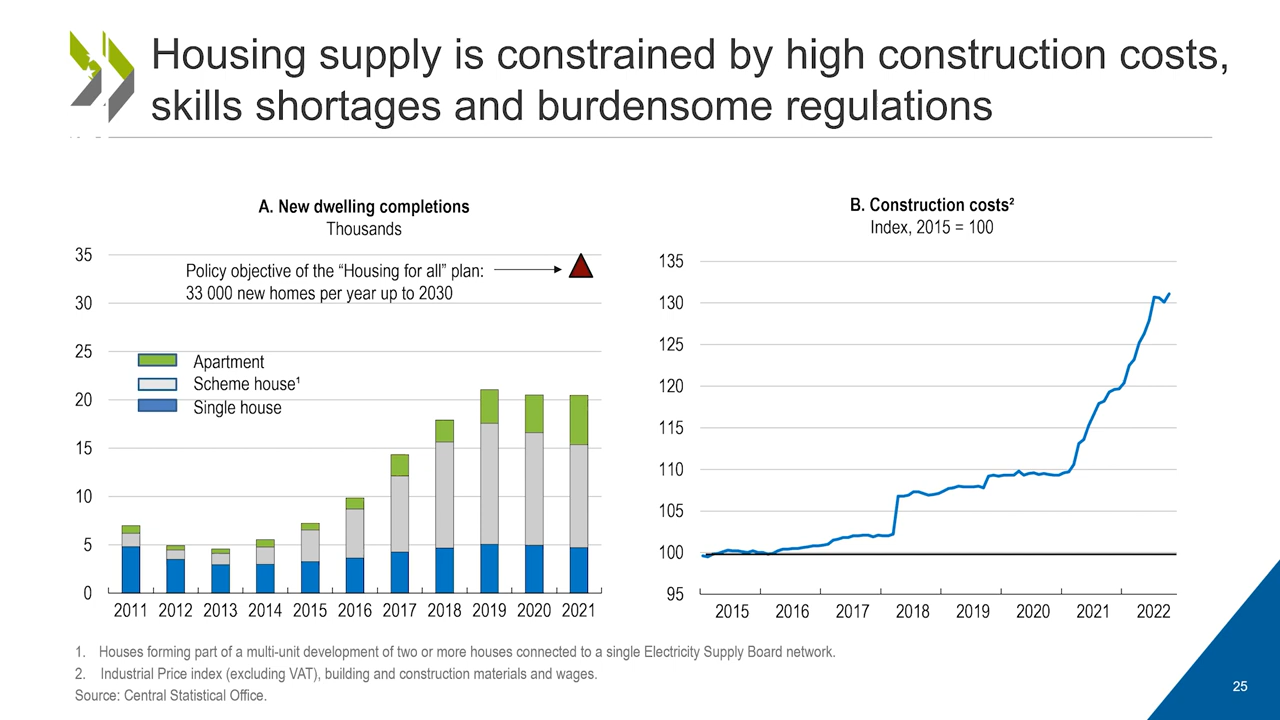 Housing supply is constrained by high construction costs,
skills shortages and burdensome regulations
A. New dwelling completions
Thousands
35
30
25
20
15
10
5
0
Policy objective of the “Housing for all” plan:
33 000 new homes per year up to 2030
Apartment
Scheme house¹
Single house
2011 2012 2013 2014 2015 2016 2017 2018 2019 2020 2021
B. Construction costs²
Index, 2015 = 100
135
130
125
120
115
110
105
100
95
2015 2016 2017 2018 2019 2020 2021 2022
1. Houses forming part of a multi-unit development of two or more houses connected to a single Electricity Supply Board network.
2. Industrial Price index (excluding VAT), building and construction materials and wages.
Source: Central Statistical Office.
25